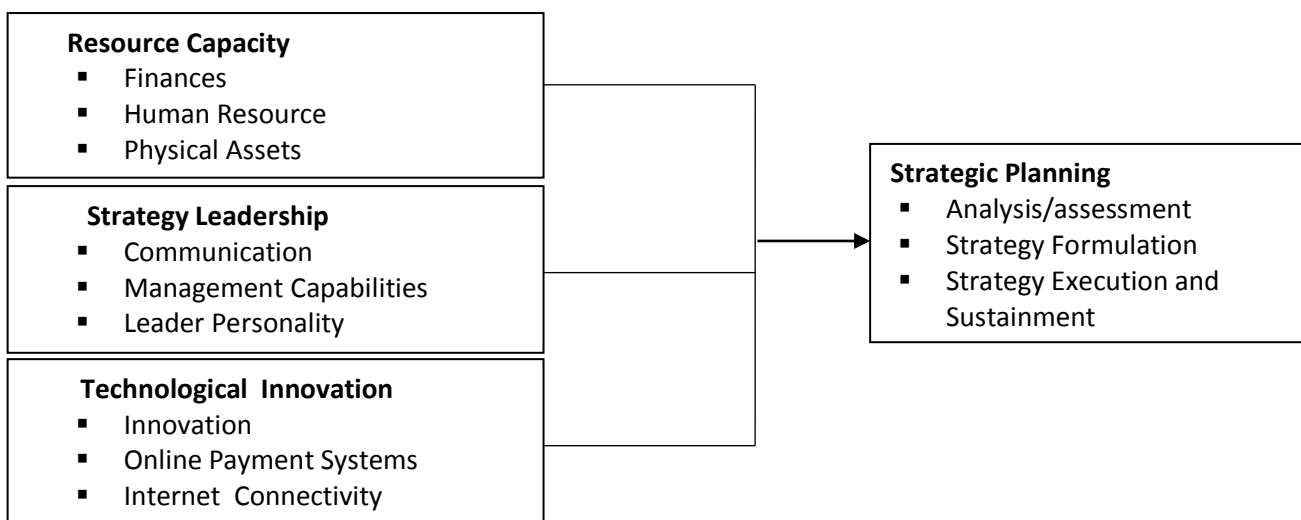 Resource Capacity
▪ Finances
▪ Human Resource
▪ Physical Assets
Strategy Leadership
▪ Communication
▪ Management Capabilities
▪ Leader Personality
Technological Innovation
▪ Innovation
▪ Online Payment Systems
▪ Internet Connectivity
Strategic Planning
▪ Analysis/assessment
▪ Strategy Formulation
▪ Strategy Execution and
Sustainment